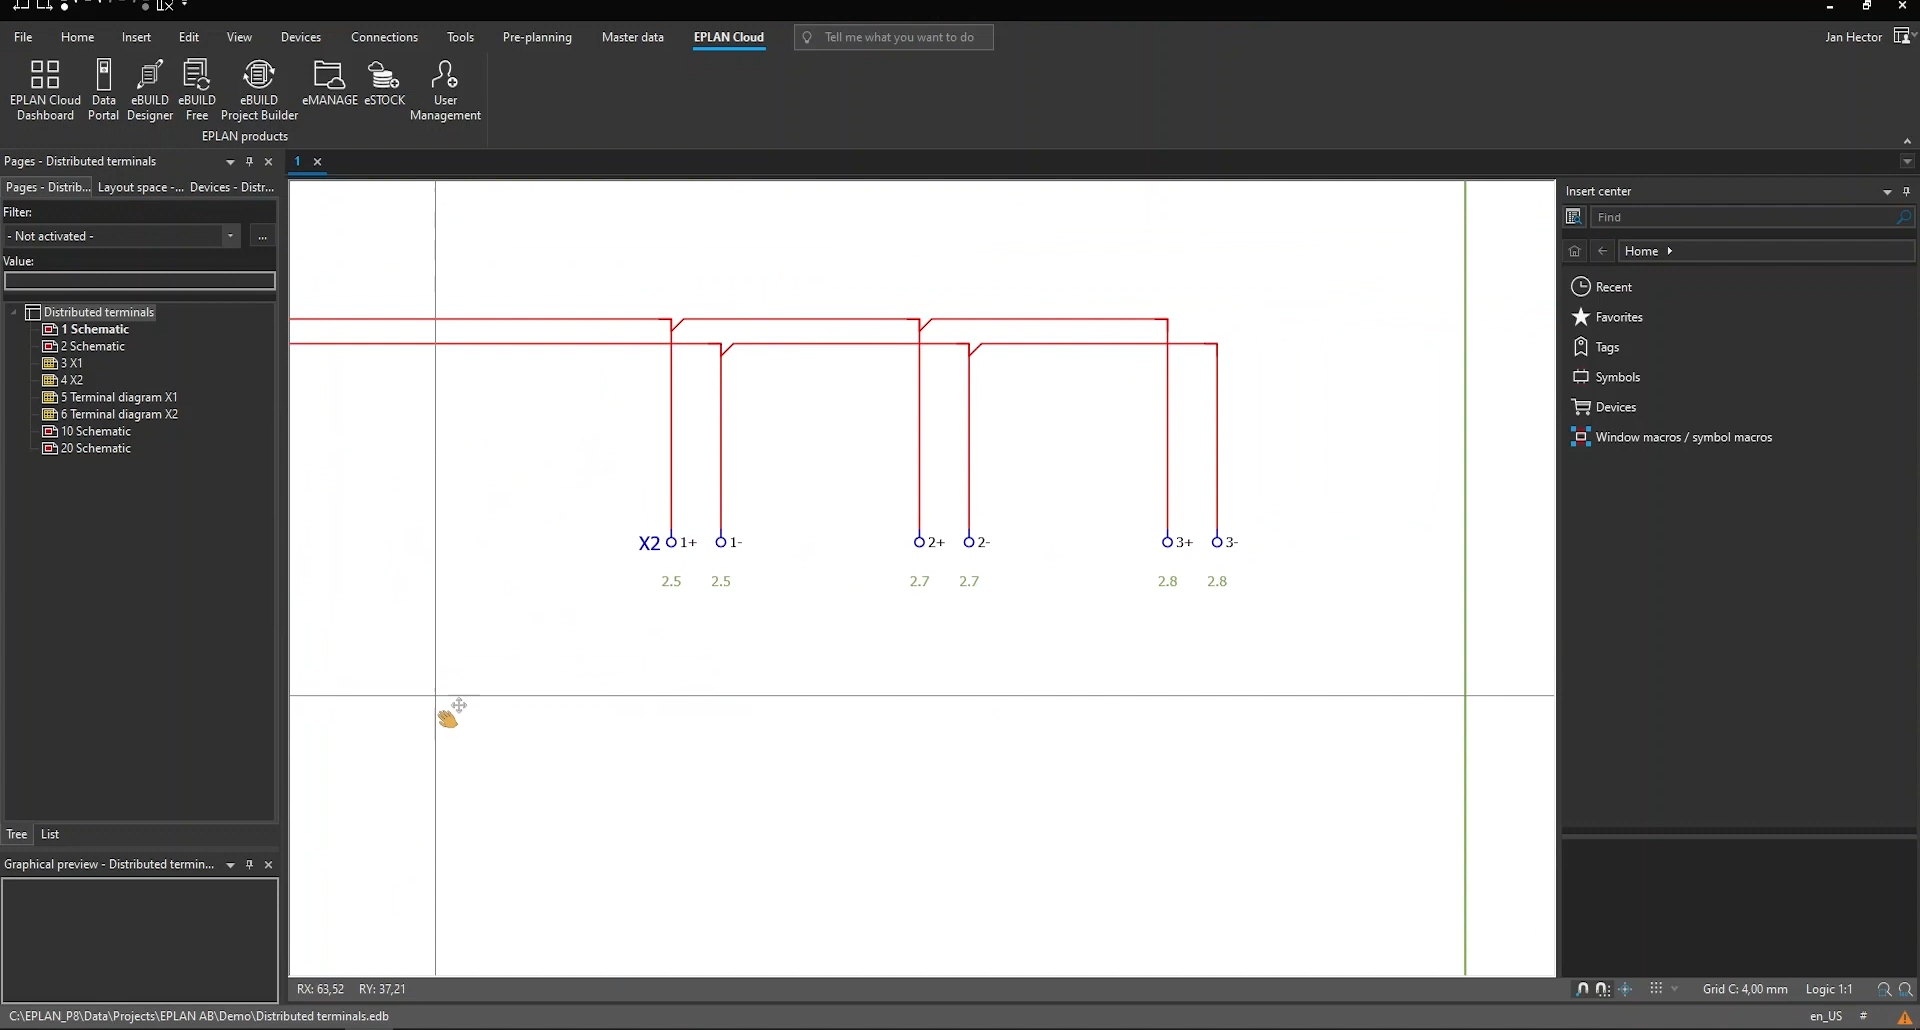 File Home Insert Edit View Devices Connections Tools Pre-planning Master data EPLAN Cloud Tell me what you want to do Jan Hector
EPLAN Cloud Dashboard
Data Portal
eBUILD Designer
eBUILD Free
eBUILD Project Builder
eMANAGE
eSTOCK
User Management
EPLAN products
Pages - Distributed terminals
1
Pages - Distrib... Layout space -... Devices - Distr...
Filter:
- Not activated -
...
Value:
Distributed terminals
1 Schematic
2 Schematic
3 X1
4 X2
5 Terminal diagram X1
6 Terminal diagram X2
10 Schematic
20 Schematic
Tree List
Graphical preview - Distributed termin...
X2 1+ 1- 2+ 2- 3+ 3-
2.5 2.5 2.7 2.7 2.8 2.8
Insert center
Find
Home
Recent
Favorites
Tags
Symbols
Devices
Window macros / symbol macros
RX: 63,52 RY: 37,21
Grid C: 4,00 mm Logic 1:1
C:\EPLAN_P8\Data\Projects\EPLAN AB\Demo\Distributed terminals.edb
en_US #